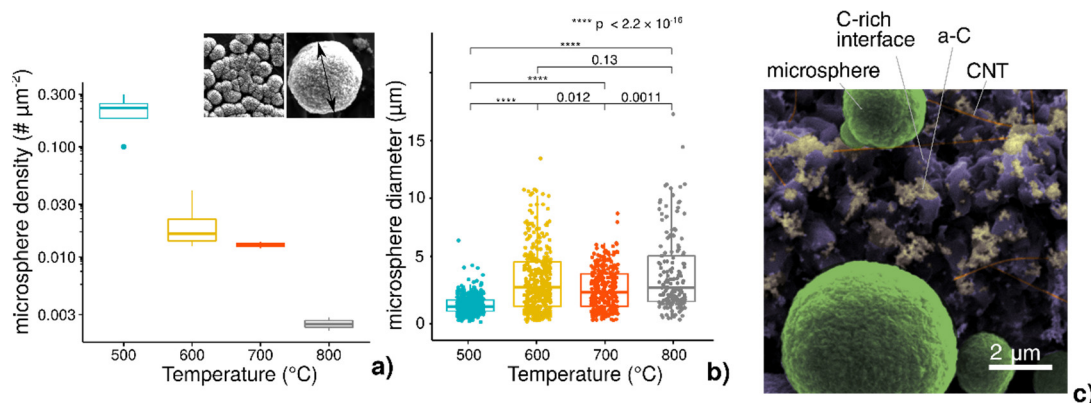 microsphere density (# μm⁻²)
0.300
0.100
0.030
0.010
0.003
500 600 700 800
Temperature (°C)
a)
**** p < 2.2 × 10⁻¹⁶
****
0.13
****
**** 0.012 0.0011
microsphere diameter (μm)
15
10
5
0
500 600 700 800
Temperature (°C)
b)
C-rich
interface
a-C
microsphere
CNT
2 μm
c)